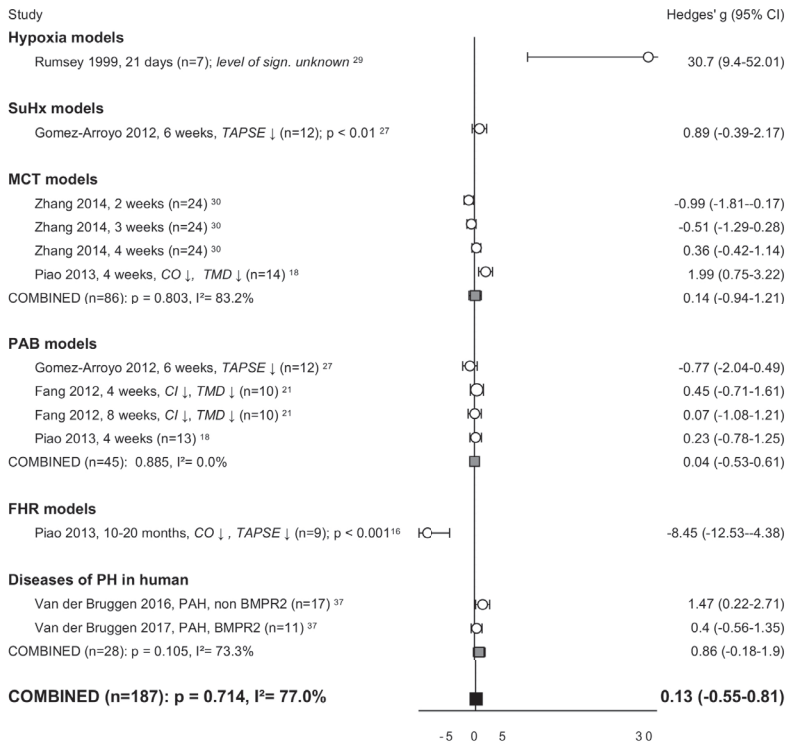 Study Hedges' g (95% CI)
Hypoxia models
Rumsey 1999, 21 days (n=7); level of sign. unknown 29 30.7 (9.4-52.01)
SuHx models
Gomez-Arroyo 2012, 6 weeks, TAPSE ↓ (n=12); p < 0.01 27 0.89 (-0.39-2.17)
MCT models
Zhang 2014, 2 weeks (n=24) 30 -0.99 (-1.81--0.17)
Zhang 2014, 3 weeks (n=24) 30 -0.51 (-1.29-0.28)
Zhang 2014, 4 weeks (n=24) 30 0.36 (-0.42-1.14)
Piao 2013, 4 weeks, CO ↓, TMD ↓ (n=14) 18 1.99 (0.75-3.22)
COMBINED (n=86): p = 0.803, I²= 83.2% 0.14 (-0.94-1.21)
PAB models
Gomez-Arroyo 2012, 6 weeks, TAPSE ↓ (n=12) 27 -0.77 (-2.04-0.49)
Fang 2012, 4 weeks, CI ↓, TMD ↓ (n=10) 21 0.45 (-0.71-1.61)
Fang 2012, 8 weeks, CI ↓, TMD ↓ (n=10) 21 0.07 (-1.08-1.21)
Piao 2013, 4 weeks (n=13) 18 0.23 (-0.78-1.25)
COMBINED (n=45): 0.885, I²= 0.0% 0.04 (-0.53-0.61)
FHR models
Piao 2013, 10-20 months, CO ↓ , TAPSE ↓ (n=9); p < 0.001 16 -8.45 (-12.53--4.38)
Diseases of PH in human
Van der Bruggen 2016, PAH, non BMPR2 (n=17) 37 1.47 (0.22-2.71)
Van der Bruggen 2017, PAH, BMPR2 (n=11) 37 0.4 (-0.56-1.35)
COMBINED (n=28): p = 0.105, I²= 73.3% 0.86 (-0.18-1.9)
COMBINED (n=187): p = 0.714, I²= 77.0% 0.13 (-0.55-0.81)
-5 0 5 30